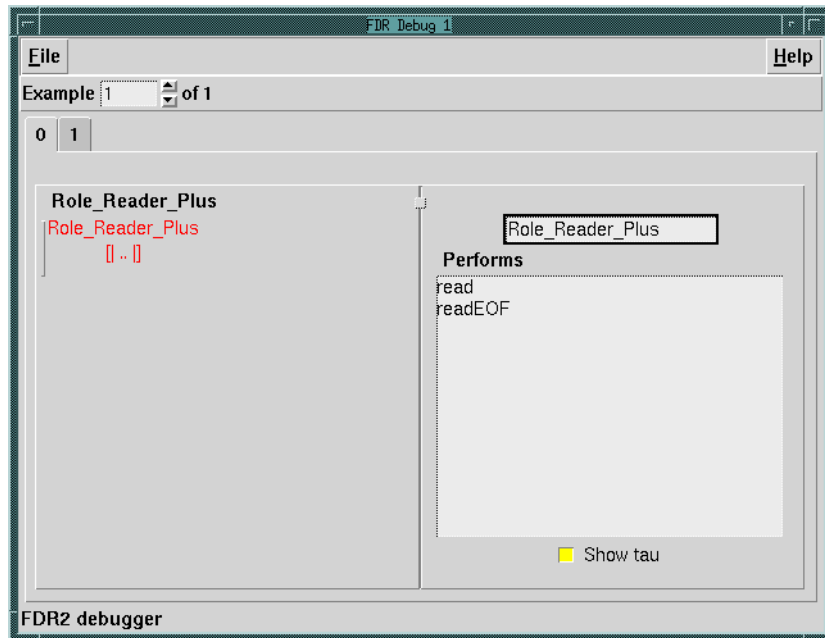 FDR Debug 1
File Help
Example 1 of 1
0 1
Role_Reader_Plus
Role_Reader_Plus
[| .. |]
Role_Reader_Plus
Performs
read
readEOF
Show tau
FDR2 debugger